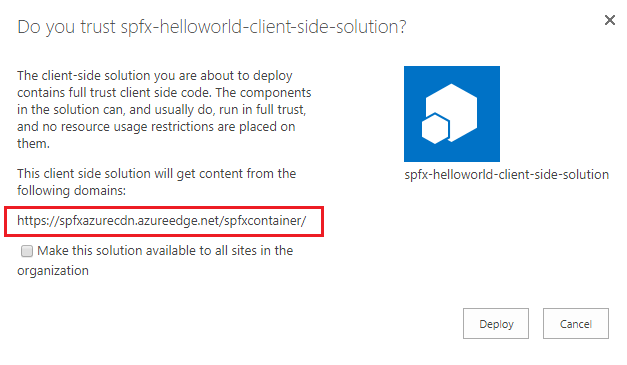 Do you trust spfx-helloworld-client-side-solution?
The client-side solution you are about to deploy
contains full trust client side code. The components
in the solution can, and usually do, run in full trust,
and no resource usage restrictions are placed on
them.
This client side solution will get content from the
following domains:
https://spfxazurecdn.azureedge.net/spfxcontainer/
Make this solution available to all sites in the
organization
spfx-helloworld-client-side-solution
Deploy
Cancel